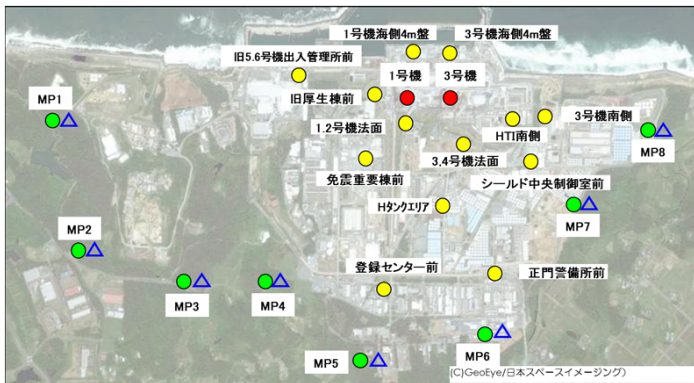 1号機海側4m盤
3号機海側4m盤
旧5.6号機出入管理所前
1号機
3号機
MP1
旧厚生棟前
3号機南側
1.2号機法面
HTI南側
MP8
3,4号機法面
免震重要棟前
シールド中央制御室前
Hタンクエリア
MP7
MP2
登録センター前
正門警備所前
MP3
MP4
MP5
MP6
(C)GeoEye/日本スペースイメージング)